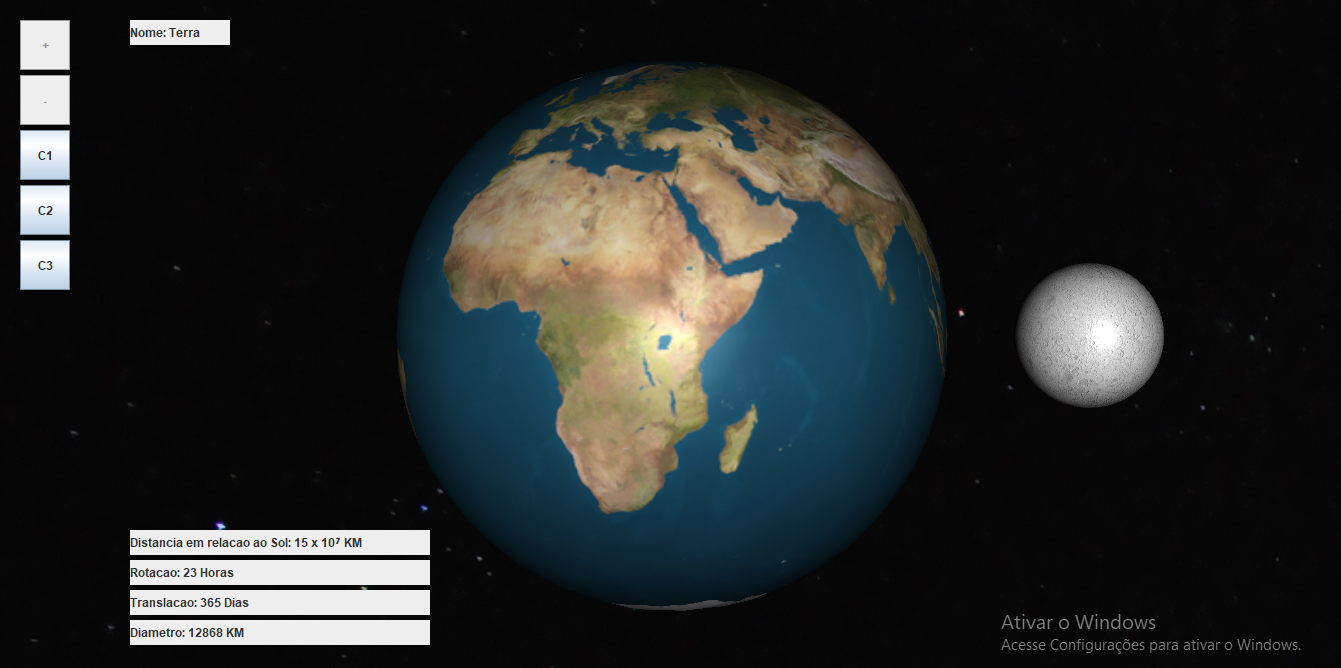 +
-
C1
C2
C3
Nome: Terra
Distancia em relacao ao Sol: 15 x 10⁷ KM
Rotacao: 23 Horas
Translacao: 365 Dias
Diametro: 12868 KM
Ativar o Windows
Acesse Configurações para ativar o Windows.